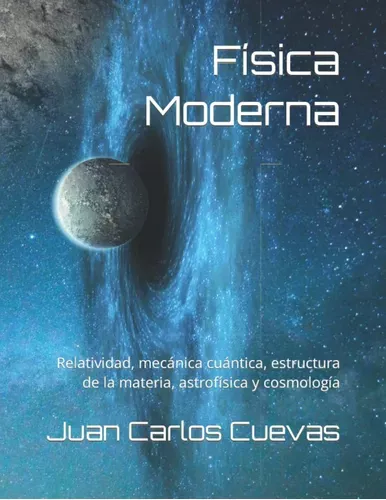 Física
Moderna
Relatividad, mecánica cuántica, estructura
de la materia, astrofísica y cosmología
Juan Carlos Cuevas